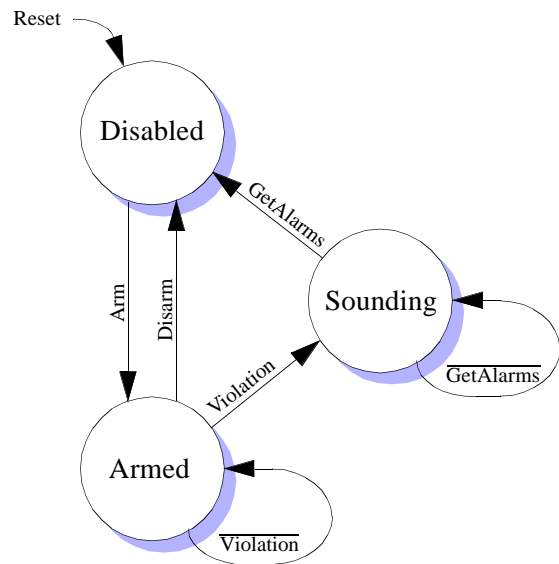 Reset
Disabled
GetAlarms
Arm
Disarm
Sounding
GetAlarms
Violation
Armed
Violation